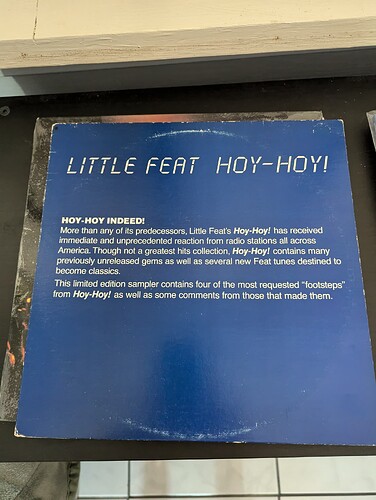 LITTLE FEAT HOY-HOY!
HOY-HOY INDEED!
More than any of its predecessors, Little Feat's Hoy-Hoy! has received
immediate and unprecedented reaction from radio stations all across
America. Though not a greatest hits collection, Hoy-Hoy! contains many
previously unreleased gems as well as several new Feat tunes destined to
become classics.
This limited edition sampler contains four of the most requested "footsteps"
from Hoy-Hoy! as well as some comments from those that made them.